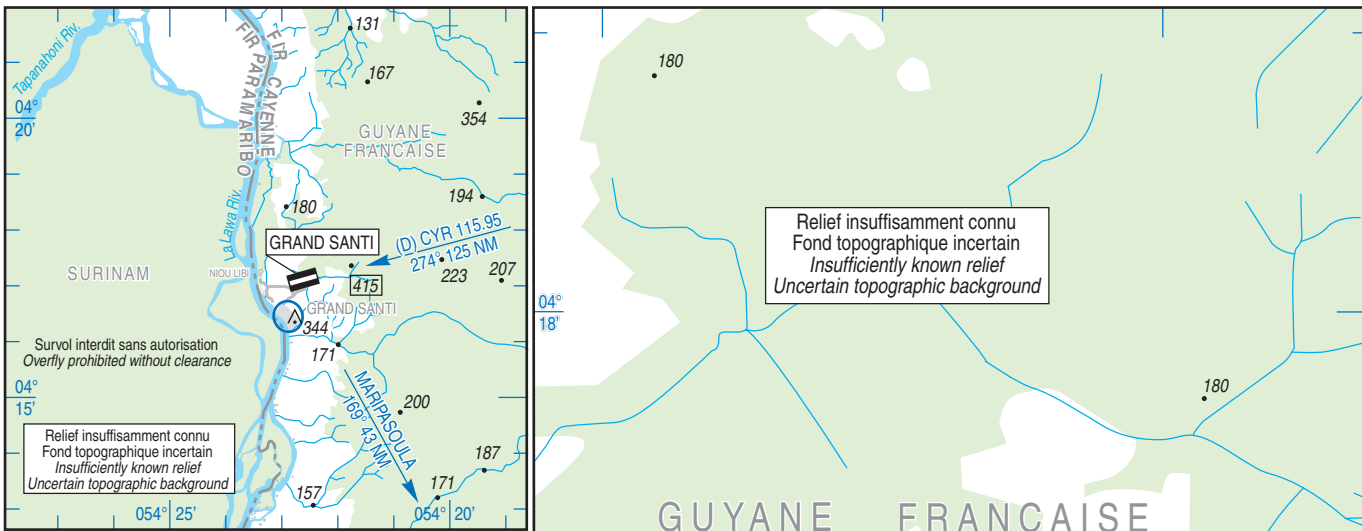 131
Tapanahoni Riv.
FIR CAYENNE
FIR PARAMARIBO
167
04°
20'
354
GUYANE
FRANCAISE
La Lawa Riv.
194
180
GRAND SANTI
(D) CYR 115.95
274° 125 NM
SURINAM
NIOU LIBI
415
223
207
GRAND SANTI
344
Survol interdit sans autorisation
Overfly prohibited without clearance
171
04°
15'
MARIPASOULA
169° 43 NM
200
Relief insuffisamment connu
Fond topographique incertain
Insufficiently known relief
Uncertain topographic background
187
171
157
054° 25'
054° 20'
180
Relief insuffisamment connu
Fond topographique incertain
Insufficiently known relief
Uncertain topographic background
04°
18'
180
GUYANE FRANCAISE